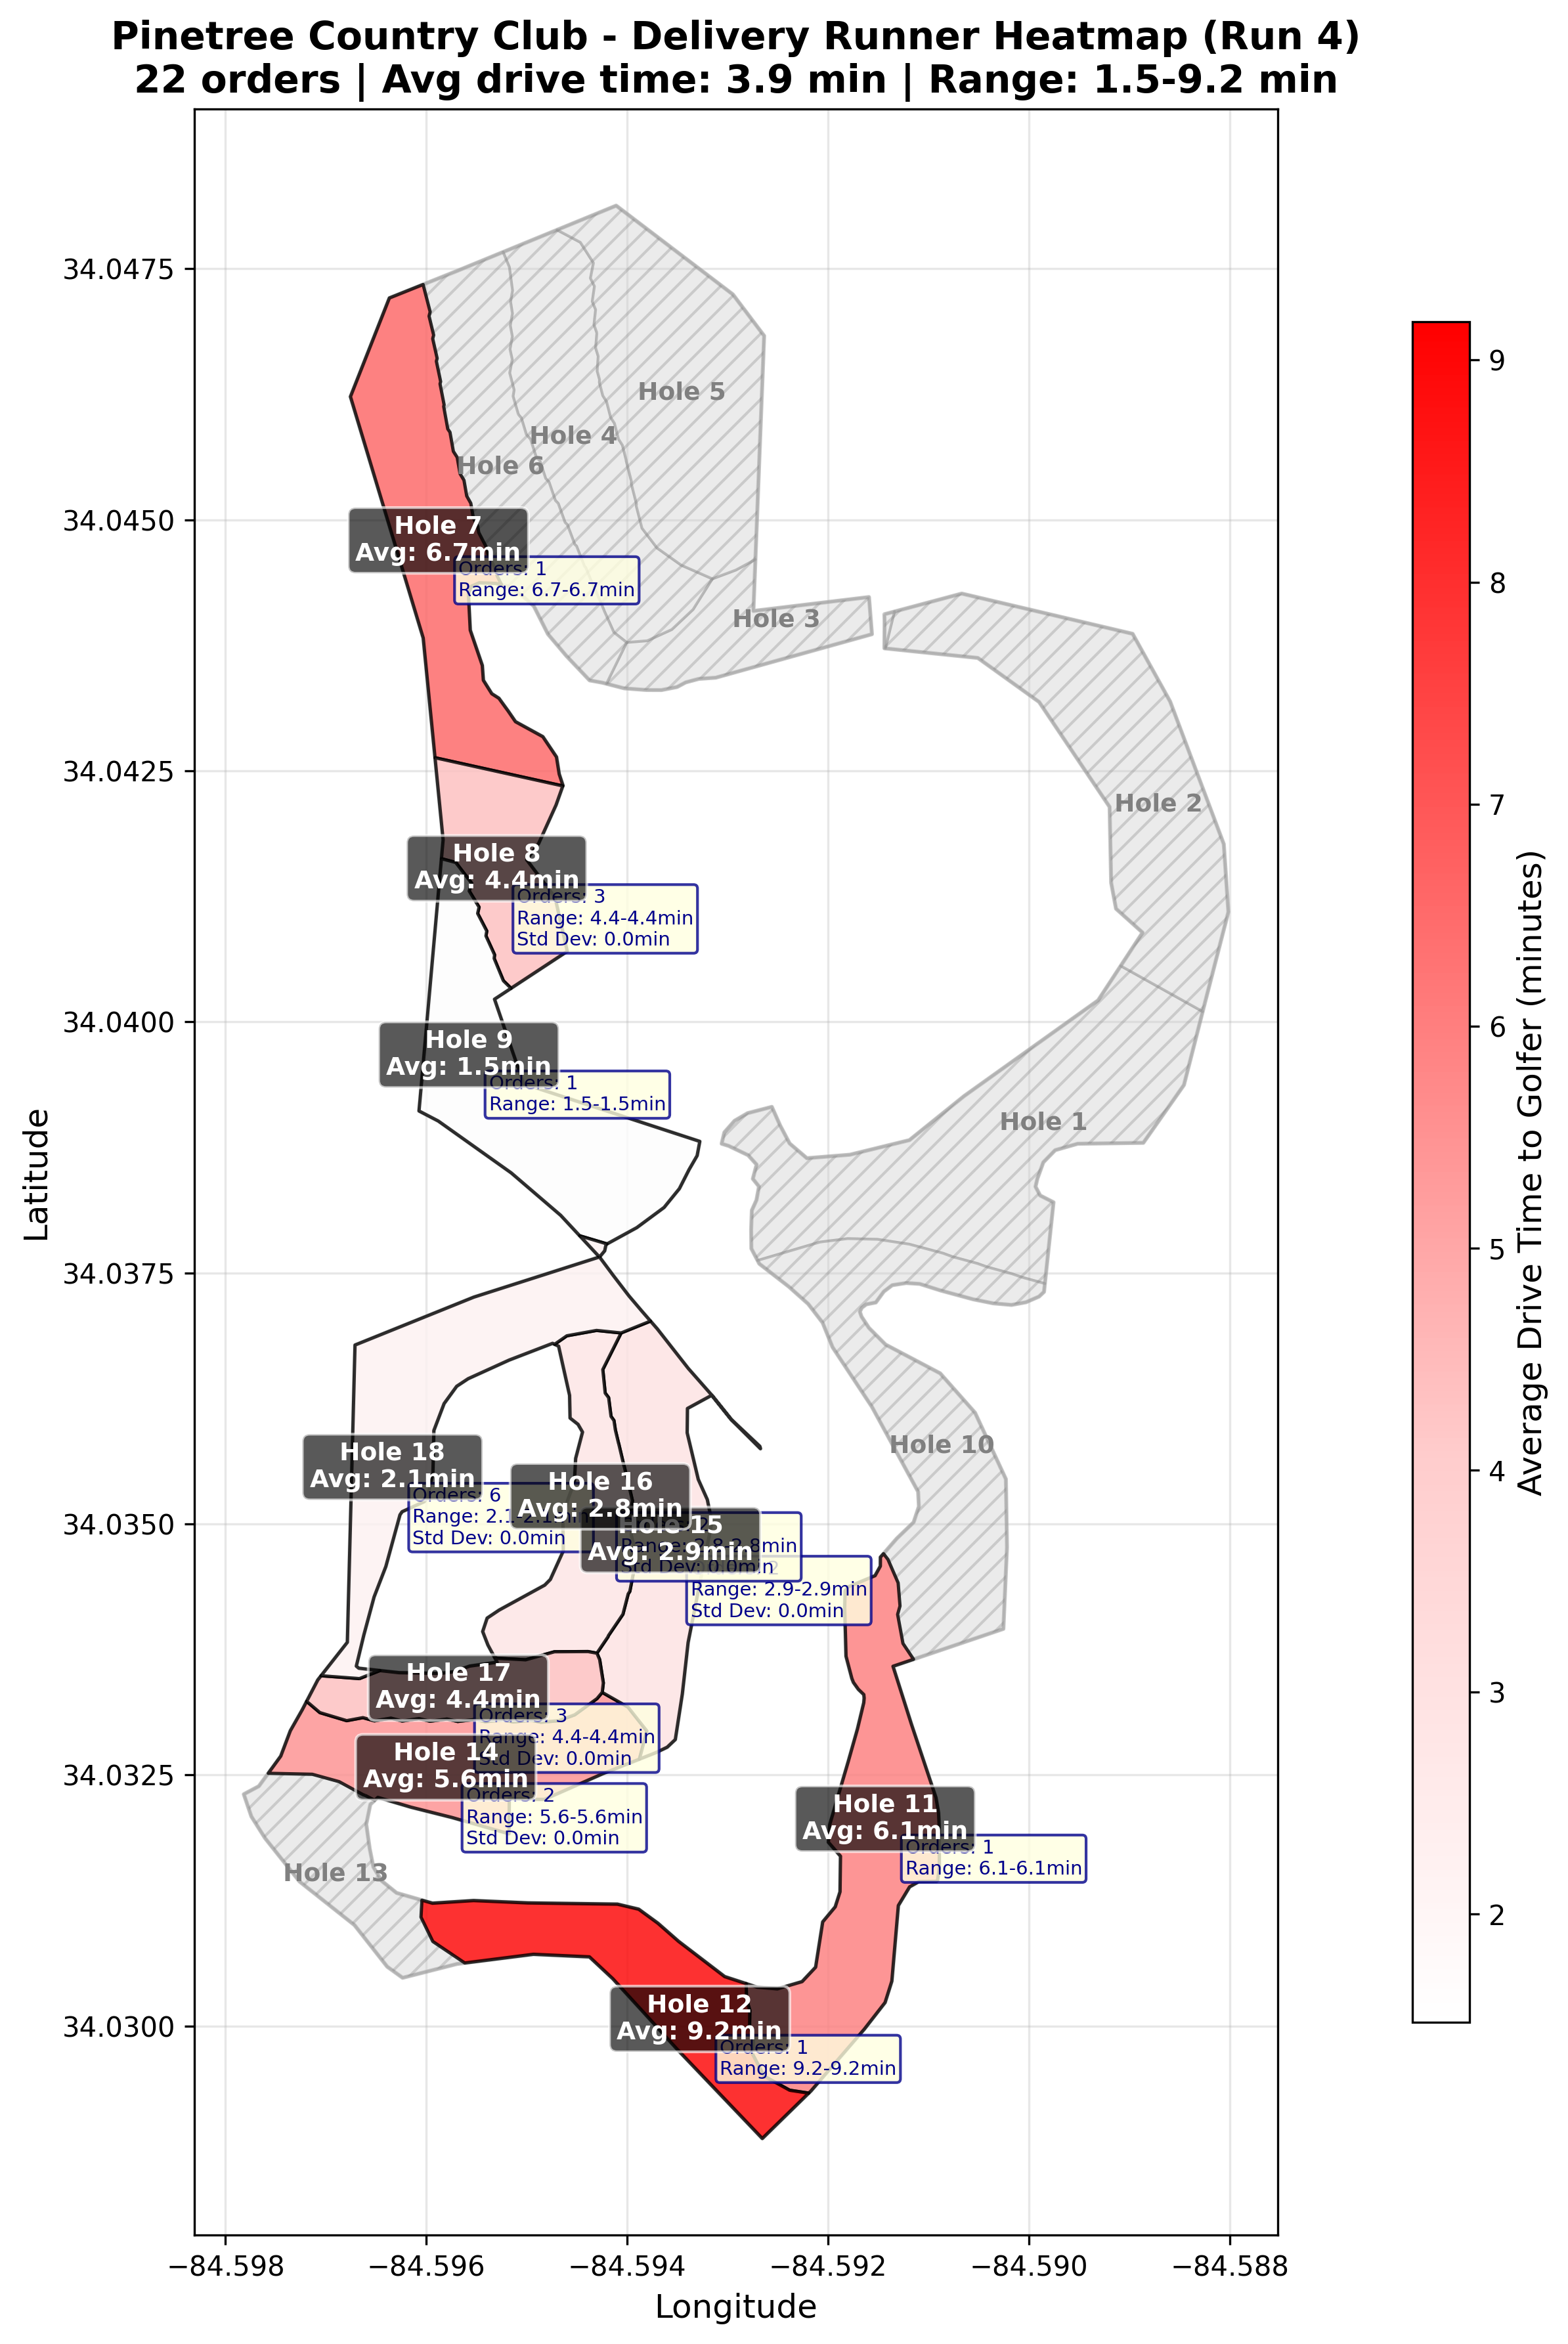 Pinetree Country Club - Delivery Runner Heatmap (Run 4)
22 orders | Avg drive time: 3.9 min | Range: 1.5-9.2 min
34.0475
34.0450
34.0425
34.0400
34.0375
34.0350
34.0325
34.0300
Latitude
Hole 5
Hole 4
Hole 6
Hole 7
Avg: 6.7min
Orders: 1
Range: 6.7-6.7min
Hole 3
Hole 2
Hole 8
Avg: 4.4min
Orders: 3
Range: 4.4-4.4min
Std Dev: 0.0min
Hole 9
Avg: 1.5min
Orders: 1
Range: 1.5-1.5min
Hole 1
Hole 10
Hole 18
Avg: 2.1min
Orders: 6
Range: 2.1-2.1min
Std Dev: 0.0min
Hole 16
Avg: 2.8min
Hole 15
Avg: 2.9min
Range: 2.8-2.8min
Std Dev: 0.0min
Range: 2.9-2.9min
Std Dev: 0.0min
Hole 17
Avg: 4.4min
Orders: 3
Range: 4.4-4.4min
Std Dev: 0.0min
Hole 14
Avg: 5.6min
Orders: 2
Range: 5.6-5.6min
Std Dev: 0.0min
Hole 11
Avg: 6.1min
Orders: 1
Range: 6.1-6.1min
Hole 13
Hole 12
Avg: 9.2min
Orders: 1
Range: 9.2-9.2min
−84.598
−84.596
−84.594
−84.592
−84.590
−84.588
Longitude
9
8
7
6
5
4
3
2
Average Drive Time to Golfer (minutes)